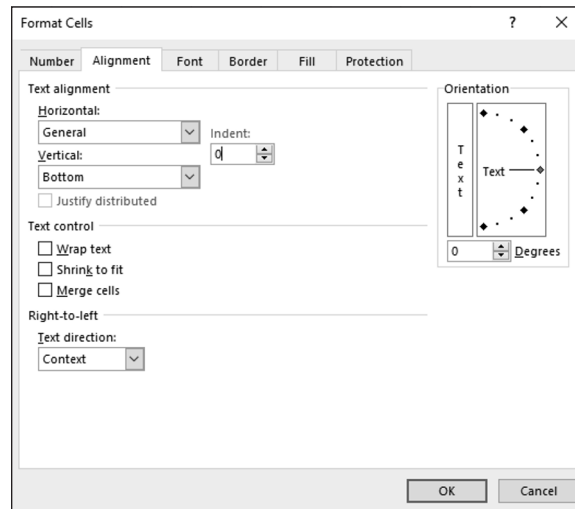 Format Cells ? ×
Number Alignment Font Border Fill Protection
Text alignment
Horizontal:
General
Indent:
0
Vertical:
Bottom
Justify distributed
Text control
Wrap text
Shrink to fit
Merge cells
Right-to-left
Text direction:
Context
Orientation
Text
Text
0 Degrees
OK Cancel